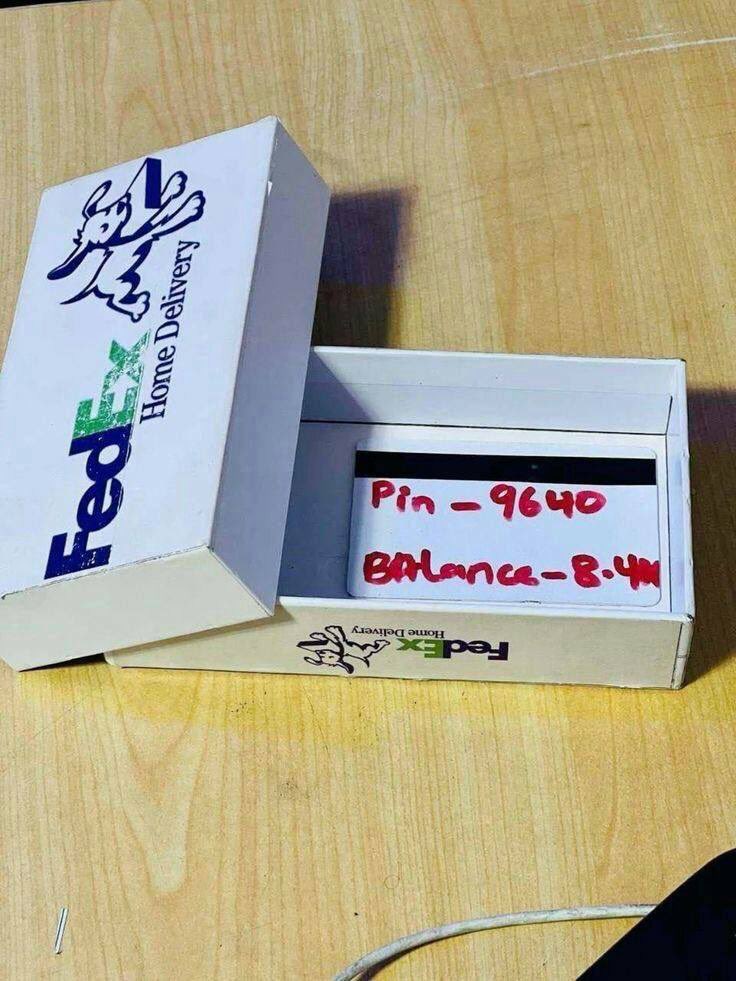 FedEx
Home Delivery
Pin - 9640
BAlance - 8.4M
FedEx
Home Delivery